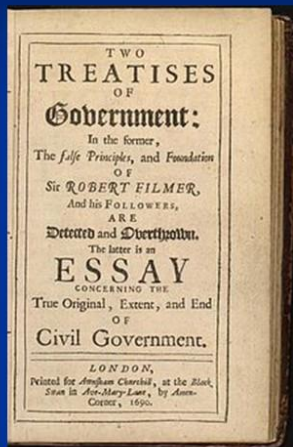 TWO
TREATISES
OF
Government:
In the former,
The false Principles, and Foundation
OF
Sir ROBERT FILMER,
And his FOLLOWERS,
ARE
Detected and Overthrown.
The latter is an
ESSAY
CONCERNING THE
True Original, Extent, and End
OF
Civil Government.
LONDON,
Printed for Awnsham Churchill, at the Black
Swan in Ave-Mary-Lane, by Amen-
Corner, 1690.